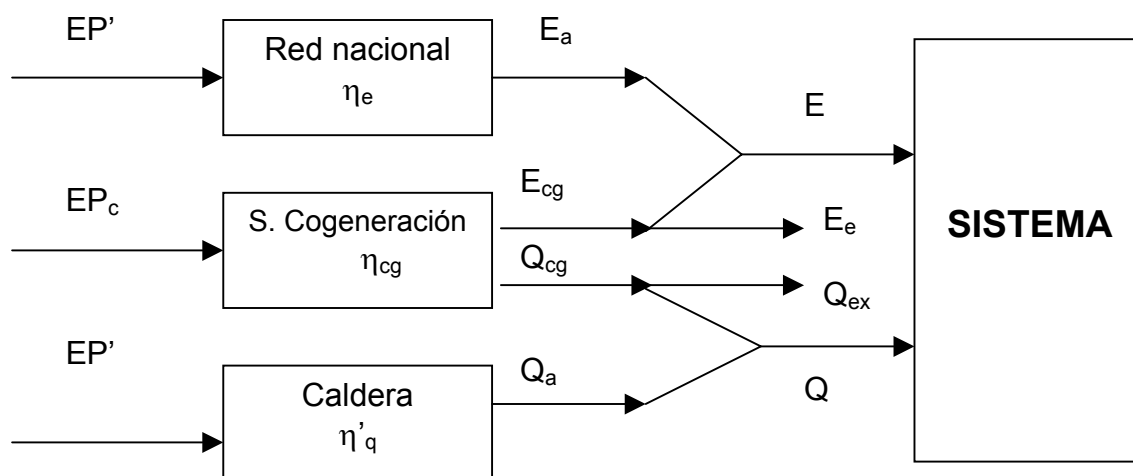 EP’
Red nacional
ηe
Ea
E
EPc
S. Cogeneración
ηcg
Ecg
Ee
Qcg
Qex
SISTEMA
EP’
Caldera
η’q
Qa
Q